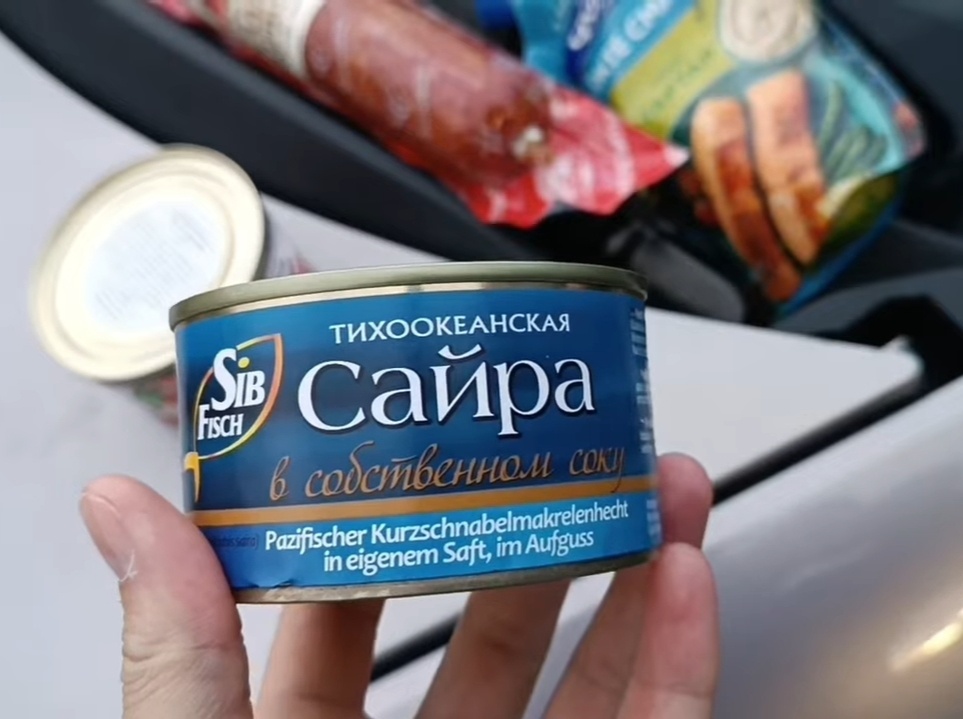 ТИХООКЕАНСКАЯ
Сайра
SIB
FISCH
в собственном соку
Pazifischer Kurzschnabelmakrelenhecht
in eigenem Saft, im Aufguss